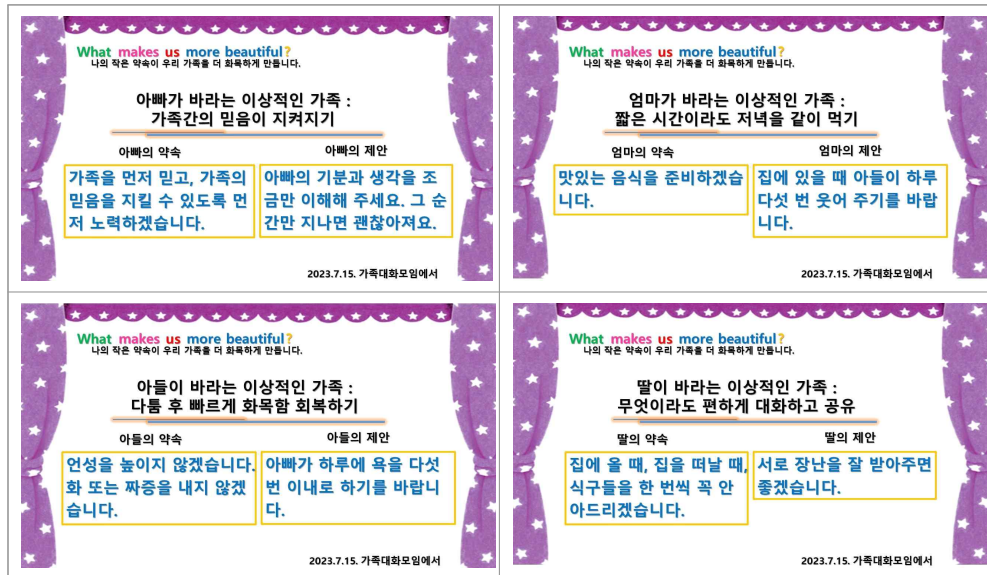 What makes us more beautiful?
나의 작은 약속이 우리 가족을 더 화목하게 만듭니다.
아빠가 바라는 이상적인 가족 :
가족간의 믿음이 지켜지기
아빠의 약속
가족을 먼저 믿고, 가족의
믿음을 지킬 수 있도록 먼
저 노력하겠습니다.
아빠의 제안
아빠의 기분과 생각을 조
금만 이해해 주세요. 그 순
간만 지나면 괜찮아져요.
2023.7.15. 가족대화모임에서
What makes us more beautiful?
나의 작은 약속이 우리 가족을 더 화목하게 만듭니다.
엄마가 바라는 이상적인 가족 :
짧은 시간이라도 저녁을 같이 먹기
엄마의 약속
맛있는 음식을 준비하겠습
니다.
엄마의 제안
집에 있을 때 아들이 하루
다섯 번 웃어 주기를 바랍
니다.
2023.7.15. 가족대화모임에서
What makes us more beautiful?
나의 작은 약속이 우리 가족을 더 화목하게 만듭니다.
아들이 바라는 이상적인 가족 :
다툼 후 빠르게 화목함 회복하기
아들의 약속
언성을 높이지 않겠습니다.
화 또는 짜증을 내지 않겠
습니다.
아들의 제안
아빠가 하루에 욕을 다섯
번 이내로 하기를 바랍니
다.
2023.7.15. 가족대화모임에서
What makes us more beautiful?
나의 작은 약속이 우리 가족을 더 화목하게 만듭니다.
딸이 바라는 이상적인 가족 :
무엇이라도 편하게 대화하고 공유
딸의 약속
집에 올 때, 집을 떠날 때,
식구들을 한 번씩 꼭 안
아드리겠습니다.
딸의 제안
서로 장난을 잘 받아주면
좋겠습니다.
2023.7.15. 가족대화모임에서